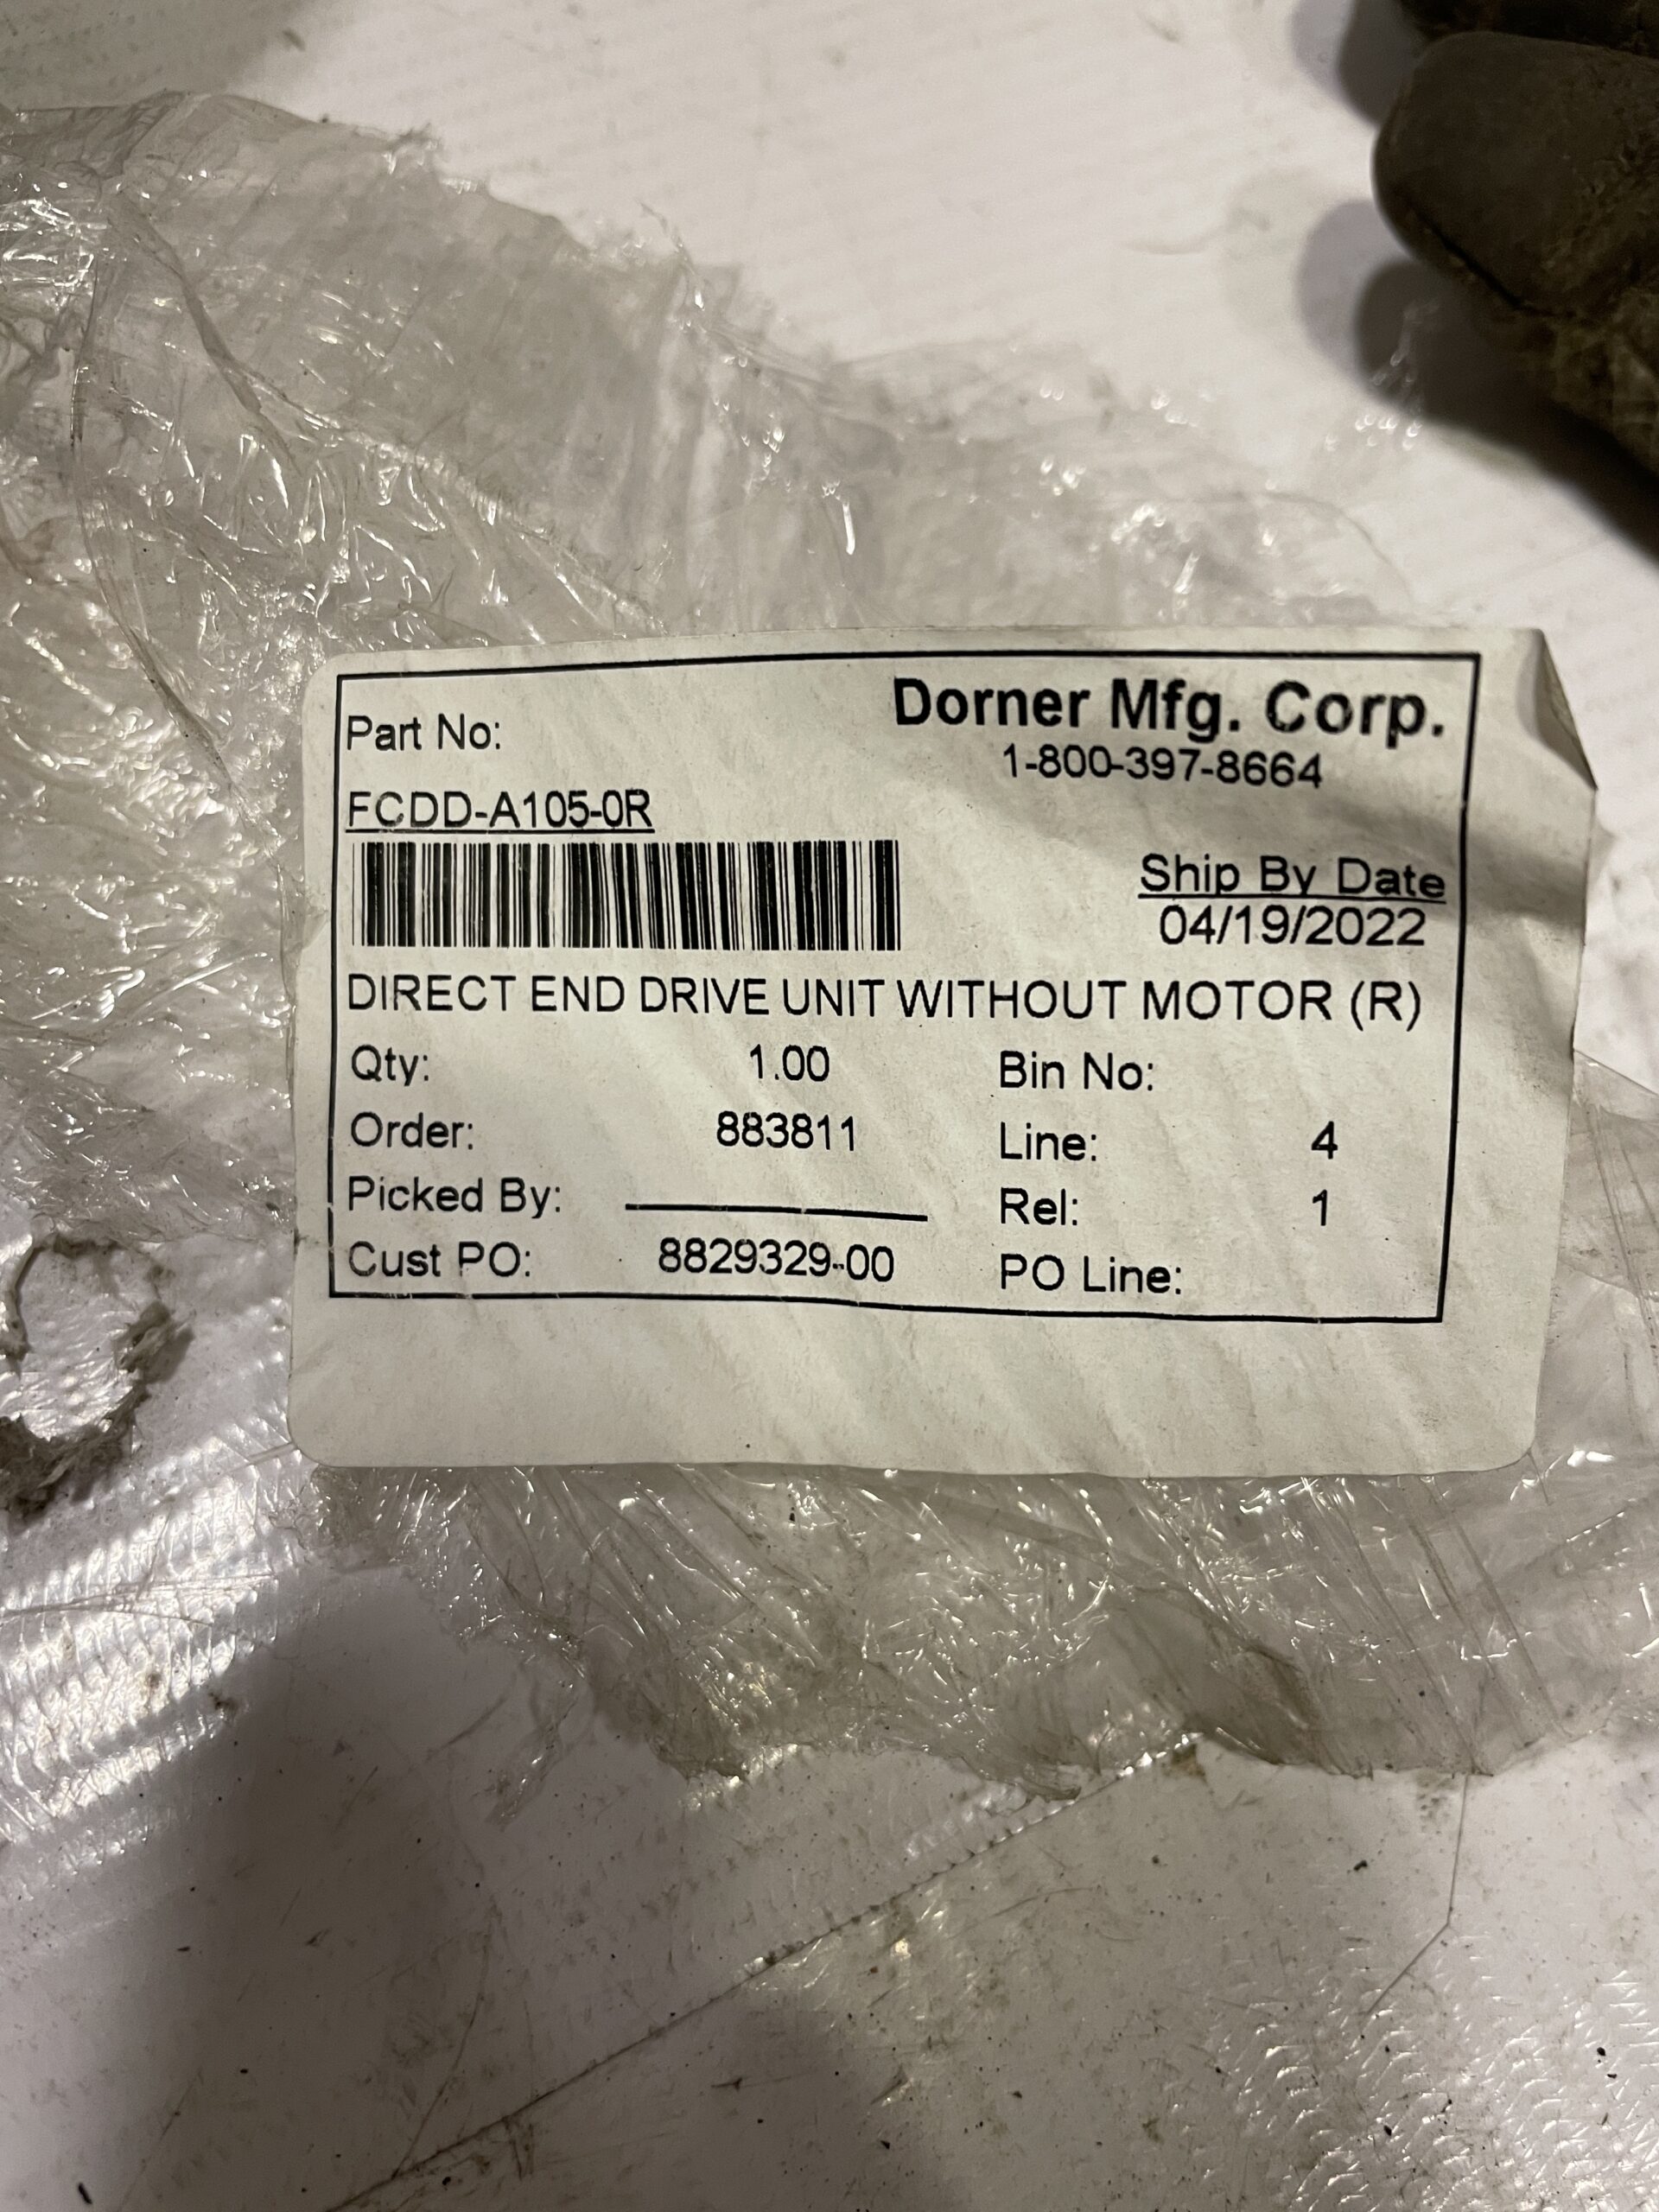 Dorner Mfg. Corp.
1-800-397-8664
Part No:
FCDD-A105-0R
Ship By Date
04/19/2022
DIRECT END DRIVE UNIT WITHOUT MOTOR (R)
Qty: 1.00 Bin No:
Order: 883811 Line: 4
Picked By: Rel: 1
Cust PO: 8829329-00 PO Line: